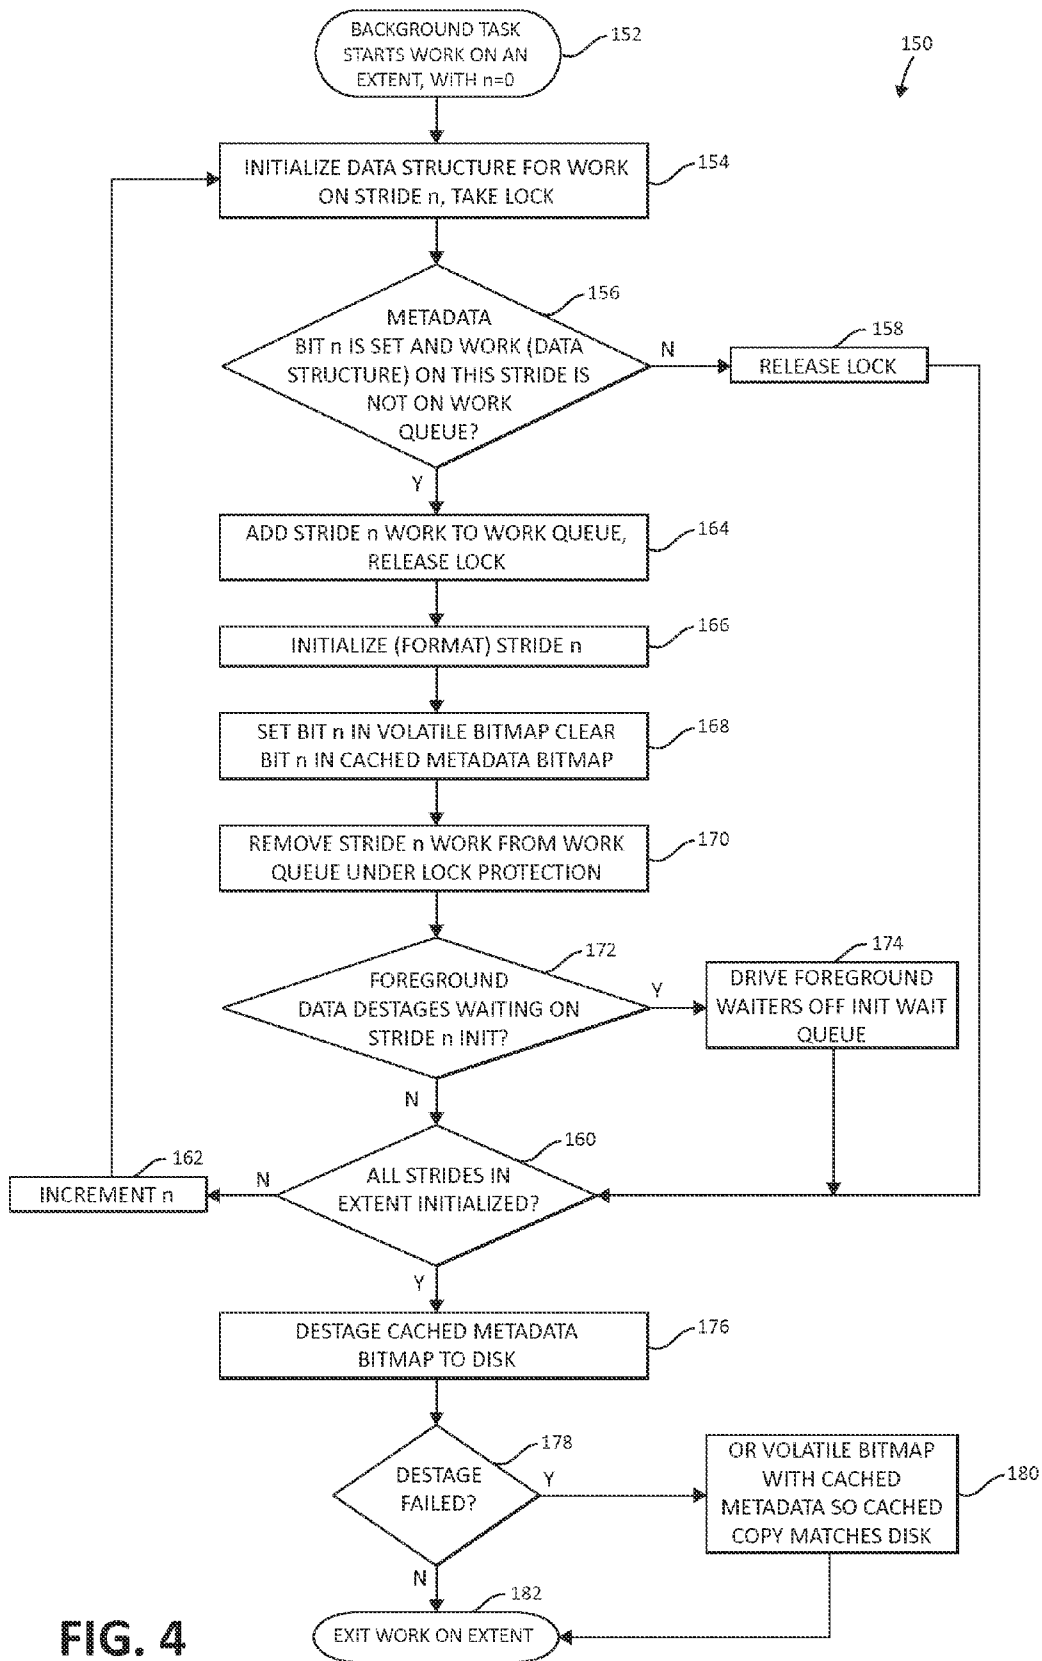 BACKGROUND TASK
STARTS WORK ON AN
EXTENT, WITH n=0
152
150
INITIALIZE DATA STRUCTURE FOR WORK
ON STRIDE n, TAKE LOCK
154
METADATA
BIT n IS SET AND WORK (DATA
STRUCTURE) ON THIS STRIDE IS
NOT ON WORK
QUEUE?
156
N
158
RELEASE LOCK
Y
ADD STRIDE n WORK TO WORK QUEUE,
RELEASE LOCK
164
INITIALIZE (FORMAT) STRIDE n
166
SET BIT n IN VOLATILE BITMAP CLEAR
BIT n IN CACHED METADATA BITMAP
168
REMOVE STRIDE n WORK FROM WORK
QUEUE UNDER LOCK PROTECTION
170
FOREGROUND
DATA DESTAGES WAITING ON
STRIDE n INIT?
172
Y
174
DRIVE FOREGROUND
WAITERS OFF INIT WAIT
QUEUE
N
ALL STRIDES IN
EXTENT INITIALIZED?
160
N
162
INCREMENT n
Y
DESTAGE CACHED METADATA
BITMAP TO DISK
176
DESTAGE
FAILED?
178
Y
OR VOLATILE BITMAP
WITH CACHED
METADATA SO CACHED
COPY MATCHES DISK
180
N
182
EXIT WORK ON EXTENT
FIG. 4